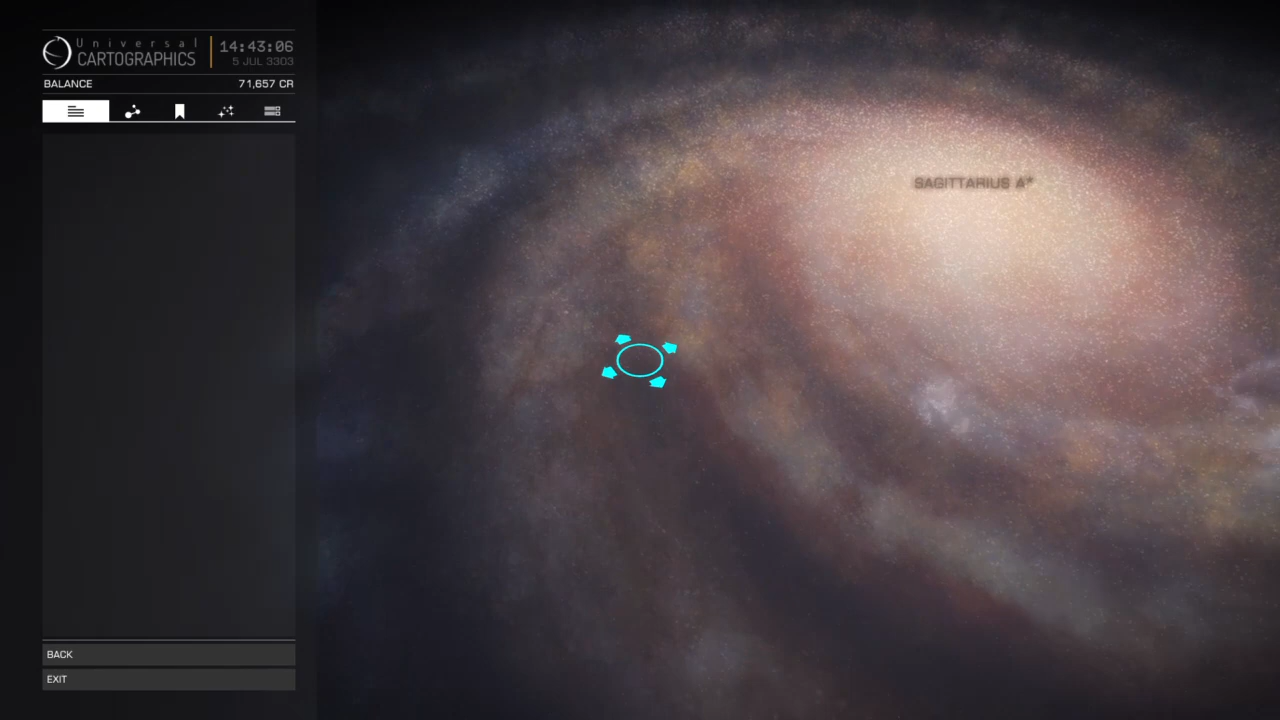 Universal
CARTOGRAPHICS
14:43:06
5 JUL 3303
BALANCE 71,657 CR
SAGITTARIUS A*
BACK
EXIT